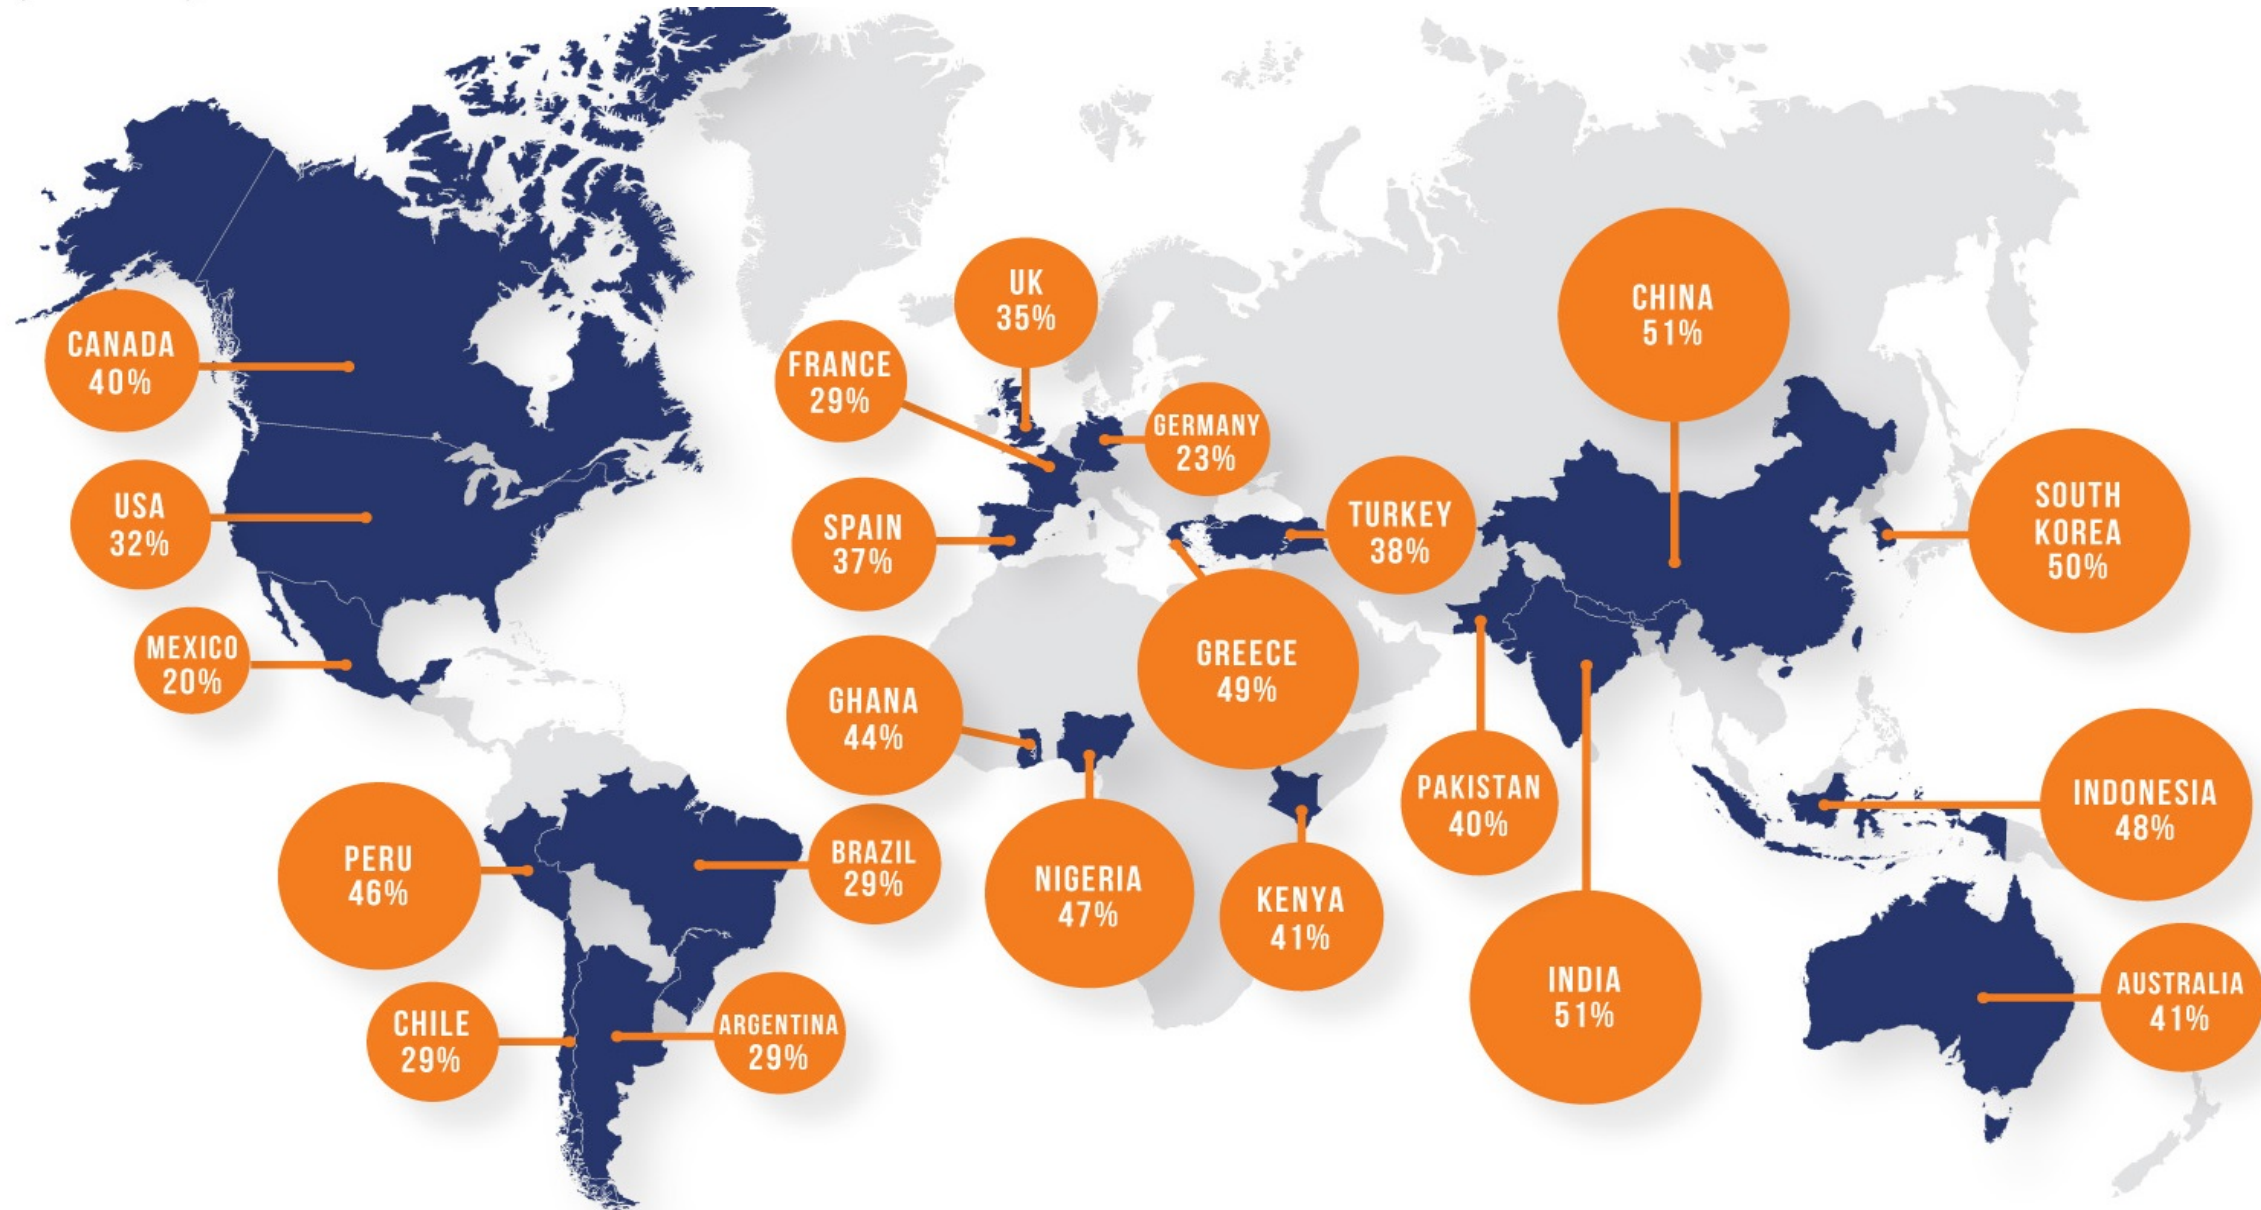 CANADA
40%
USA
32%
MEXICO
20%
PERU
46%
CHILE
29%
ARGENTINA
29%
BRAZIL
29%
UK
35%
FRANCE
29%
GERMANY
23%
SPAIN
37%
TURKEY
38%
GREECE
49%
GHANA
44%
NIGERIA
47%
KENYA
41%
CHINA
51%
SOUTH
KOREA
50%
PAKISTAN
40%
INDIA
51%
INDONESIA
48%
AUSTRALIA
41%